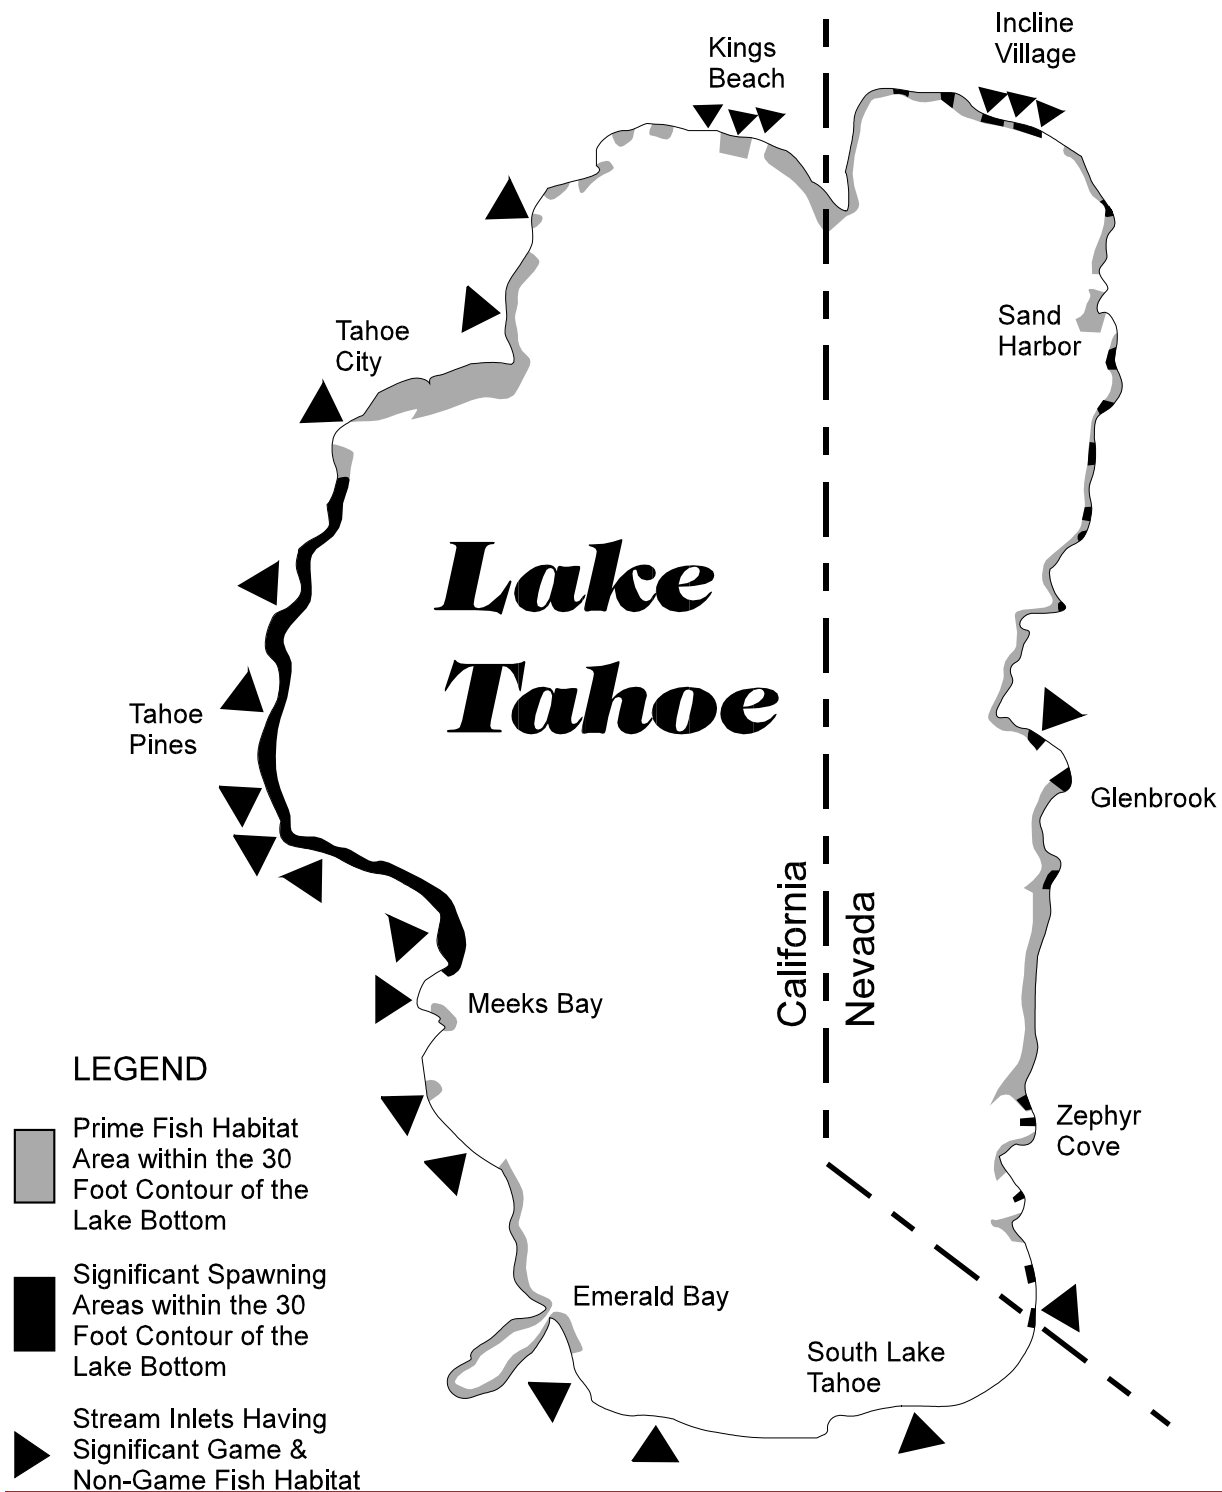 Kings
Beach
Incline
Village
Tahoe
City
Sand
Harbor
Lake
Tahoe
Tahoe
Pines
Glenbrook
California
Nevada
Meeks Bay
Zephyr
Cove
Emerald Bay
South Lake
Tahoe
LEGEND
Prime Fish Habitat
Area within the 30
Foot Contour of the
Lake Bottom
Significant Spawning
Areas within the 30
Foot Contour of the
Lake Bottom
Stream Inlets Having
Significant Game &
Non-Game Fish Habitat